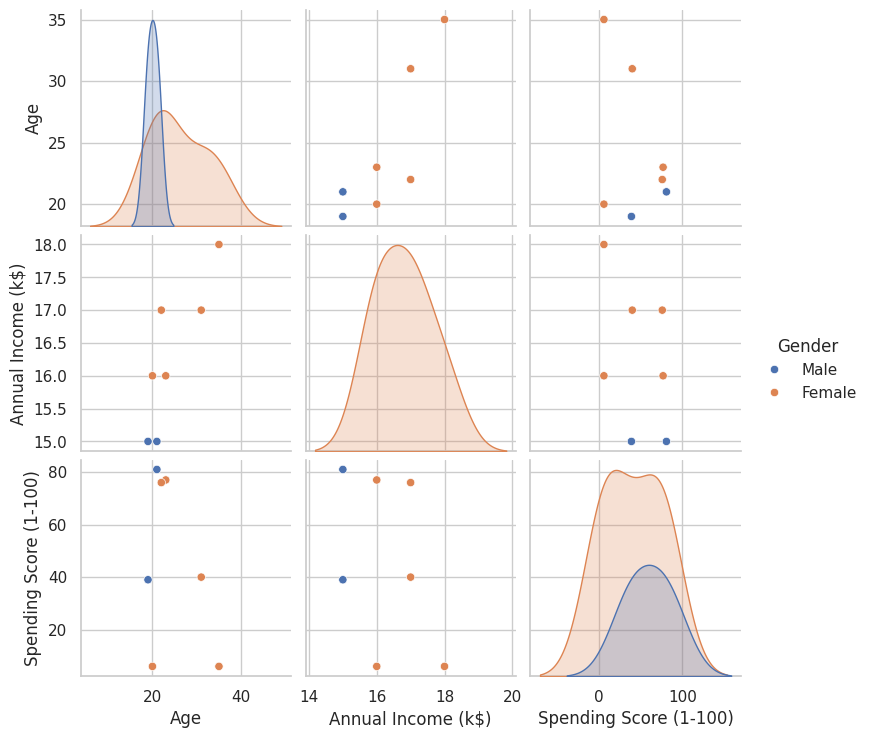 35
30
25
20
Age
18.0
17.5
17.0
16.5
16.0
15.5
15.0
Annual Income (k$)
Gender
Male
Female
80
60
40
20
Spending Score (1-100)
20 40
Age
14 16 18 20
Annual Income (k$)
0 100
Spending Score (1-100)